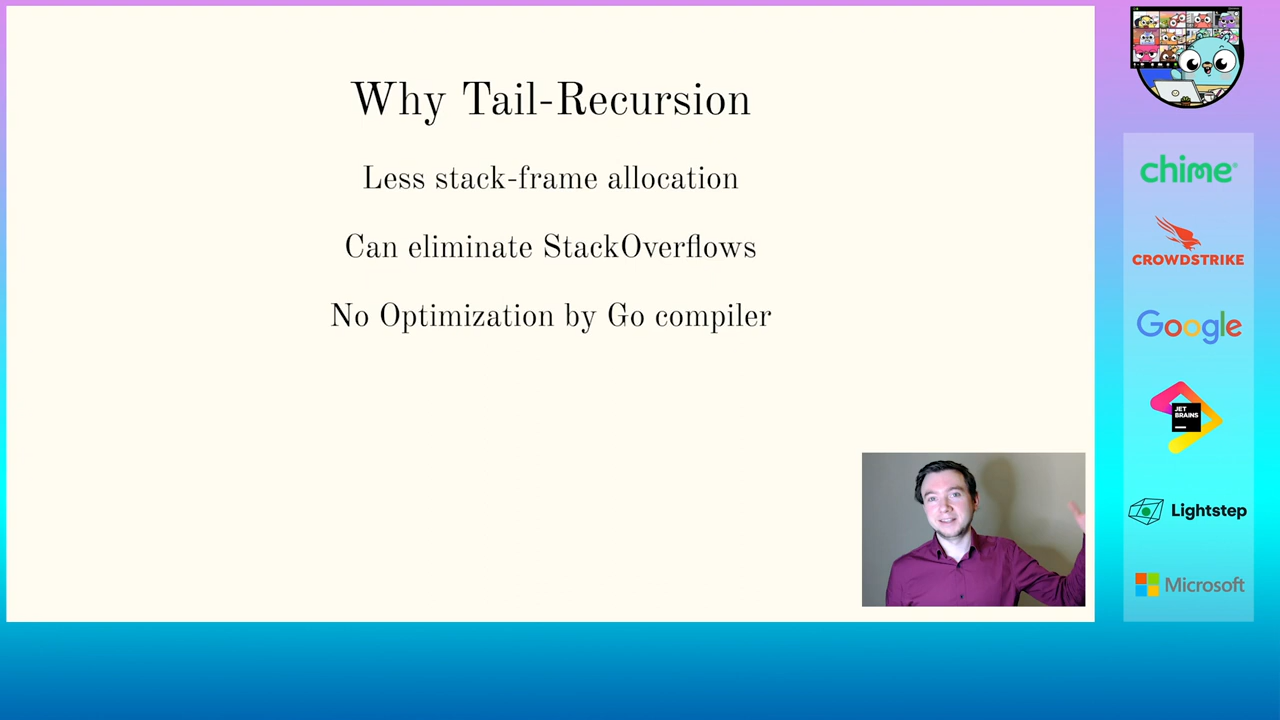 Why Tail-Recursion
Less stack-frame allocation
Can eliminate StackOverflows
No Optimization by Go compiler
chime®
CROWDSTRIKE
Google
JET
BRAINS
Lightstep
Microsoft